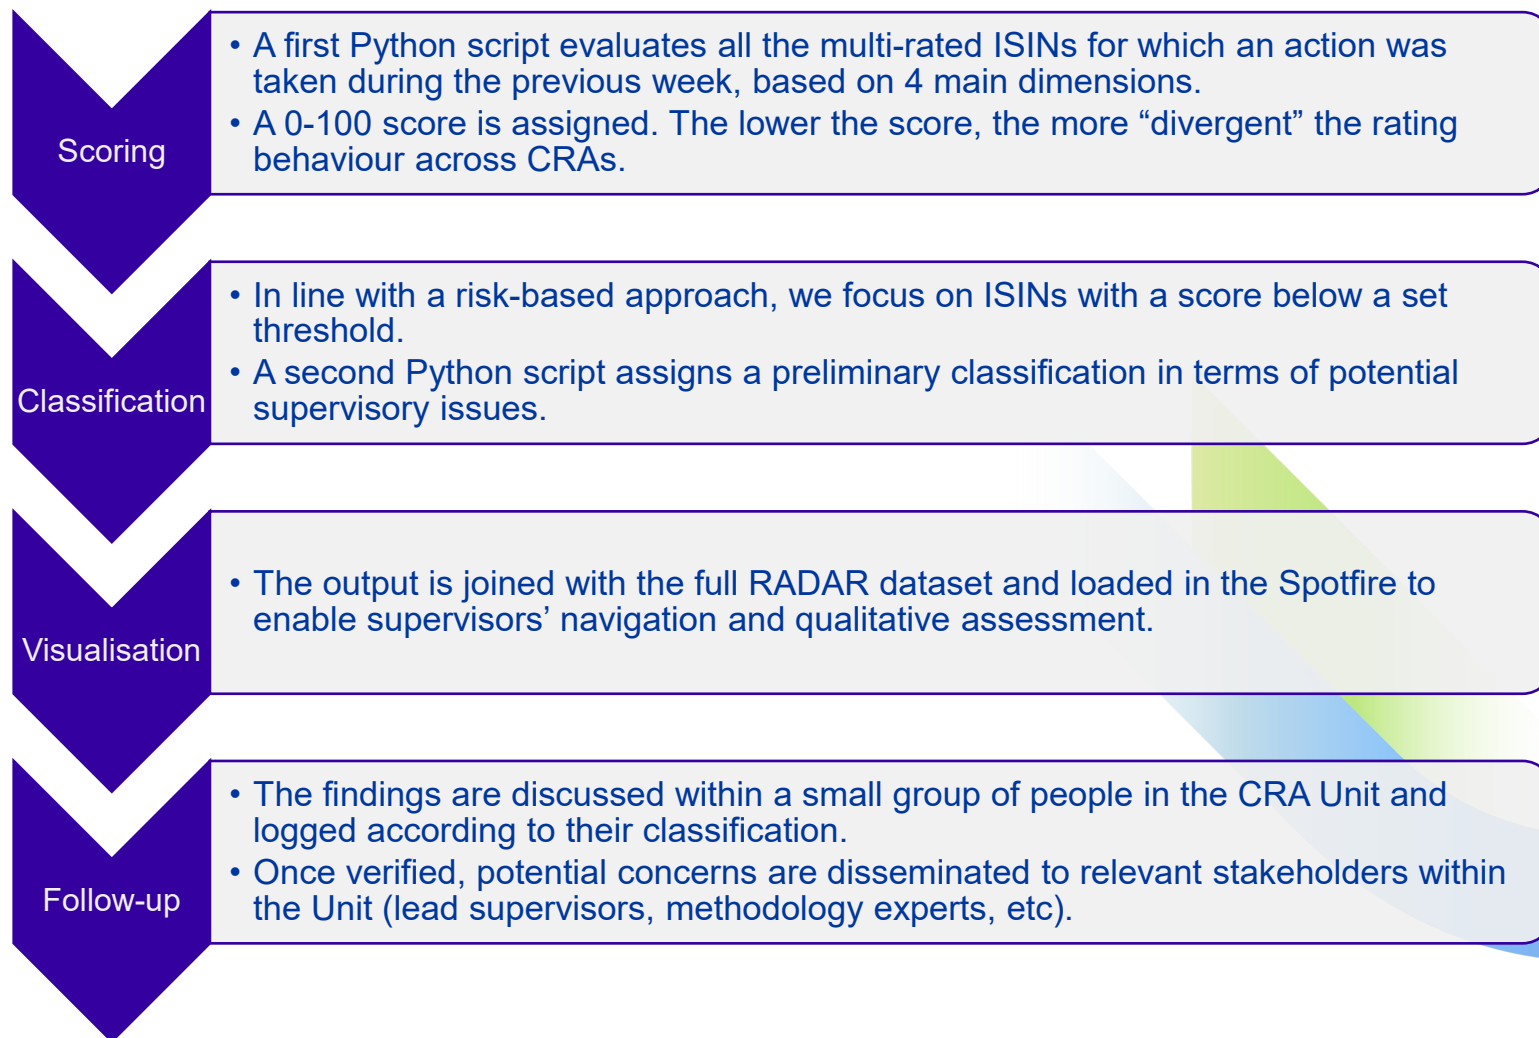 Scoring
• A first Python script evaluates all the multi-rated ISINs for which an action was
taken during the previous week, based on 4 main dimensions.
• A 0-100 score is assigned. The lower the score, the more “divergent” the rating
behaviour across CRAs.
Classification
• In line with a risk-based approach, we focus on ISINs with a score below a set
threshold.
• A second Python script assigns a preliminary classification in terms of potential
supervisory issues.
Visualisation
• The output is joined with the full RADAR dataset and loaded in the Spotfire to
enable supervisors’ navigation and qualitative assessment.
Follow-up
• The findings are discussed within a small group of people in the CRA Unit and
logged according to their classification.
• Once verified, potential concerns are disseminated to relevant stakeholders within
the Unit (lead supervisors, methodology experts, etc).